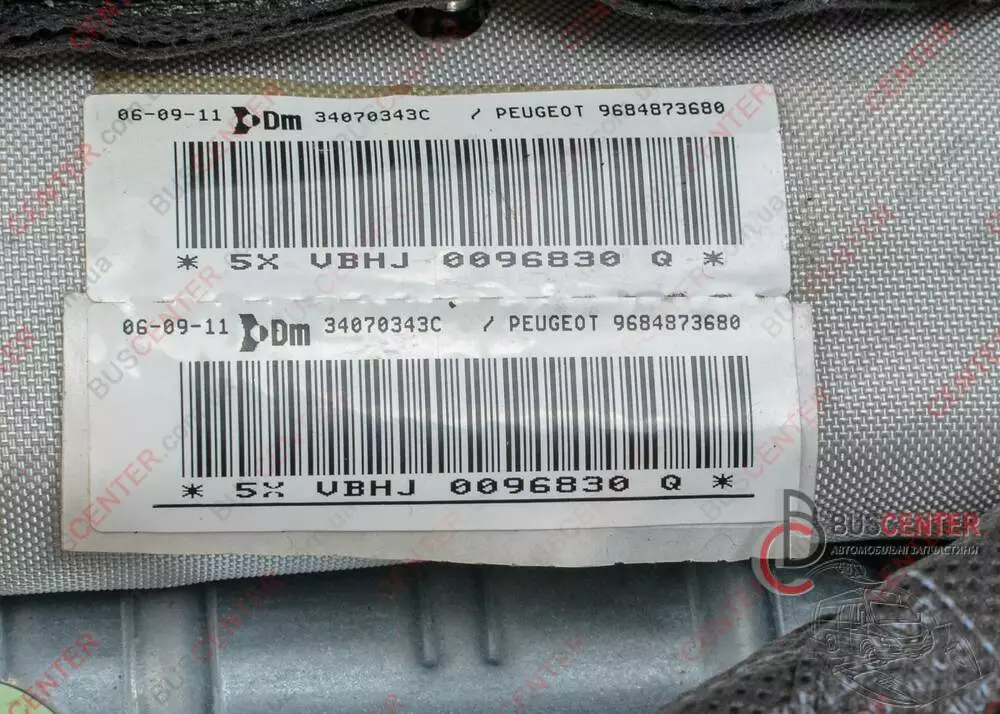 06-09-11 Dm 34070343C / PEUGEOT 9684873680
* 5X VBHJ 0096830 Q *
06-09-11 Dm 34070343C / PEUGEOT 9684873680
* 5X VBHJ 0096830 Q *
BUSCENTER
АВТОМОБІЛЬНІ ЗАПЧАСТИНИ